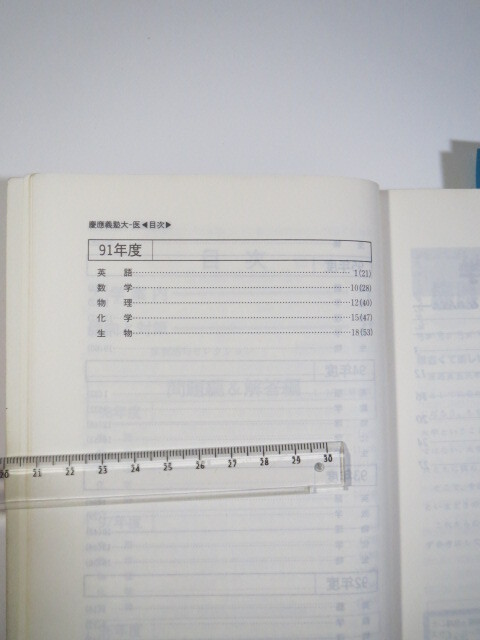 慶應義塾大-医◀目次▶
91年度
英　語………………………………………1(21)
数　学………………………………………10(28)
物　理………………………………………12(40)
化　学………………………………………15(47)
生　物………………………………………18(53)
20 21 22 23 24 25 26 27 28 29 30